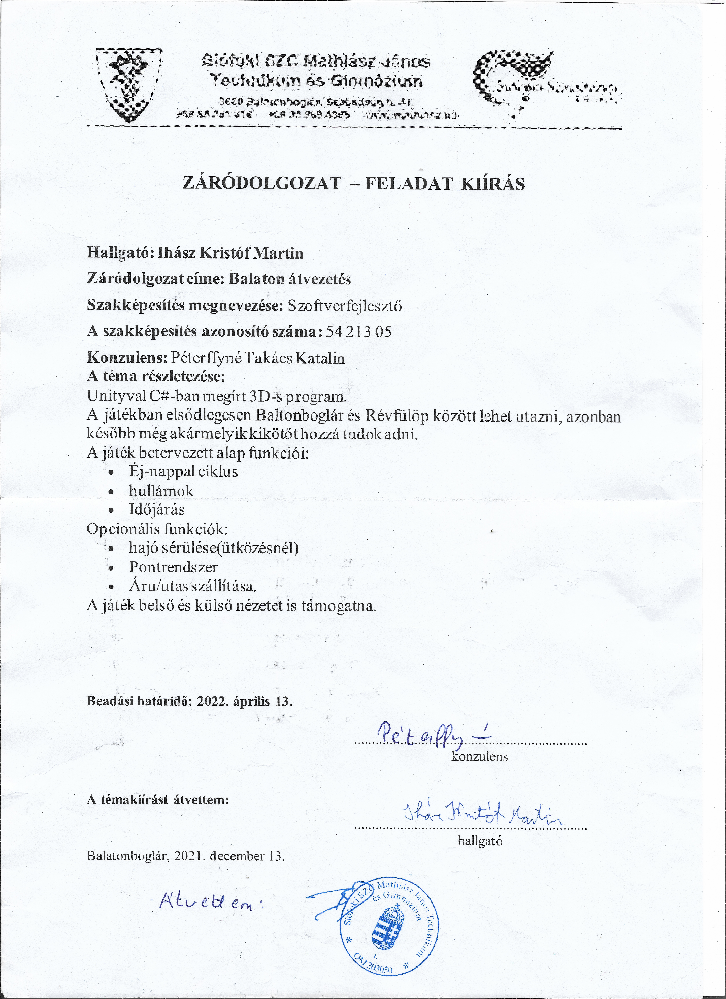 Siófoki SZC Mathiász János
Technikum és Gimnázium
8630 Balatonboglár, Szabadság u. 41.
+36 85 351 316 +36 30 869 4895 www.mathiasz.hu
SIÓFOKI SZAKKÉPZÉSI
ZÁRÓDOLGOZAT – FELADAT KIÍRÁS
Hallgató: Ihász Kristóf Martin
Záródolgozat címe: Balaton átvezetés
Szakképesítés megnevezése: Szoftverfejlesztő
A szakképesítés azonosító száma: 54 213 05
Konzulens: Péterffyné Takács Katalin
A téma részletezése:
Unityval C#-ban megírt 3D-s program.
A játékban elsődlegesen Baltonboglár és Révfülöp között lehet utazni, azonban
később még akármelyik kikötőt hozzá tudok adni.
A játék betervezett alap funkciói:
• Éj-nappal ciklus
• hullámok
• Időjárás
Opcionális funkciók:
• hajó sérülése(ütközésnél)
• Pontrendszer
• Áru/utas szállítása.
A játék belső és külső nézetet is támogatna.
Beadási határidő: 2022. április 13.
Péterffyné
konzulens
A témakiírást átvettem:
Ihász Kristóf Martin
hallgató
Balatonboglár, 2021. december 13.
Átvettem:
Siófoki SZC Mathiász János Technikum
és Gimnázium
OM 203050